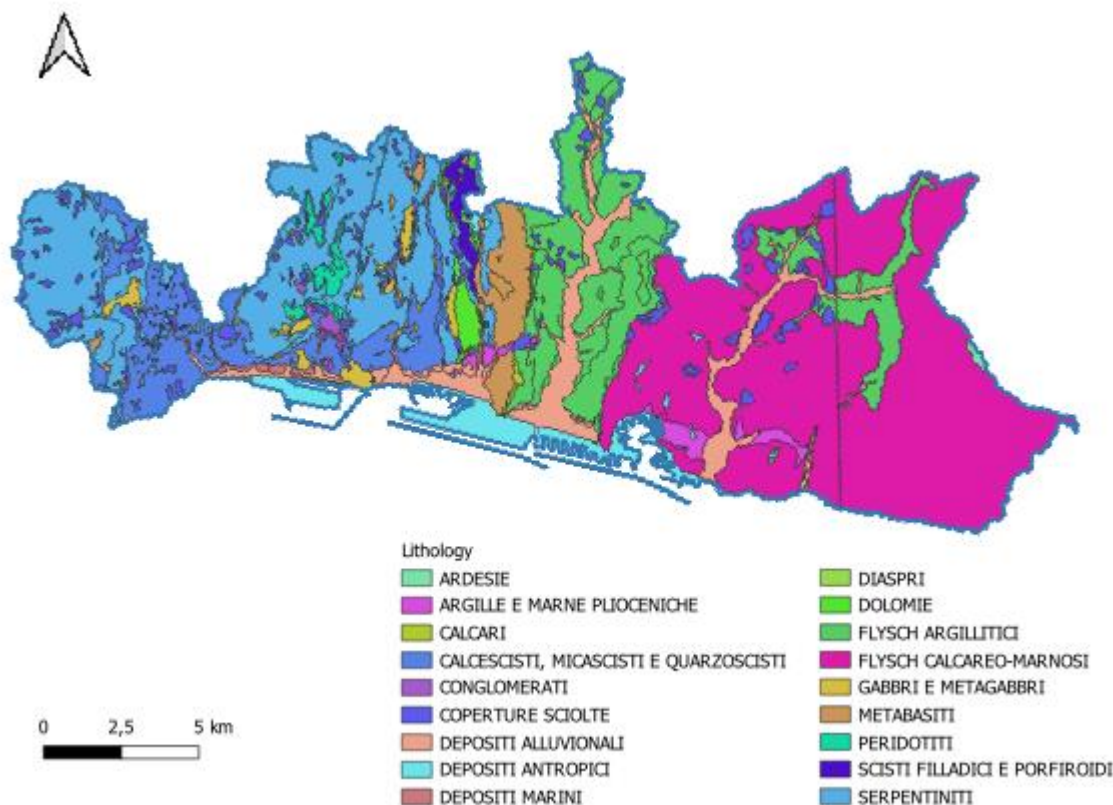 Lithology
ARDESIE
ARGILLE E MARNE PLIOCENICHE
CALCARI
CALCESCISTI, MICASCISTI E QUARZOSCISTI
CONGLOMERATI
COPERTURE SCIOLTE
DEPOSITI ALLUVIONALI
DEPOSITI ANTROPICI
DEPOSITI MARINI
DIASPRI
DOLOMIE
FLYSCH ARGILLITICI
FLYSCH CALCAREO-MARNOSI
GABBRI E METAGABBRI
METABASITI
PERIDOTITI
SCISTI FILLADICI E PORFIROIDI
SERPENTINITI
0 2,5 5 km